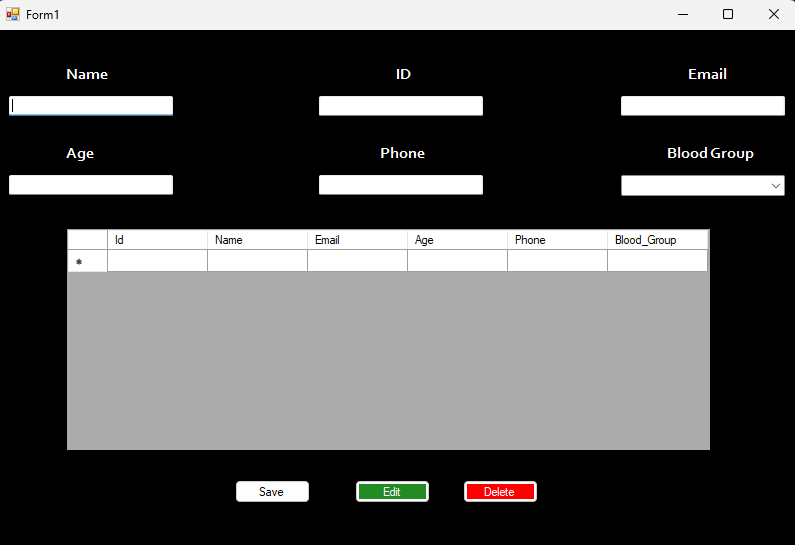 Form1
Name ID Email
Age Phone Blood Group
Id Name Email Age Phone Blood_Group
Save Edit Delete